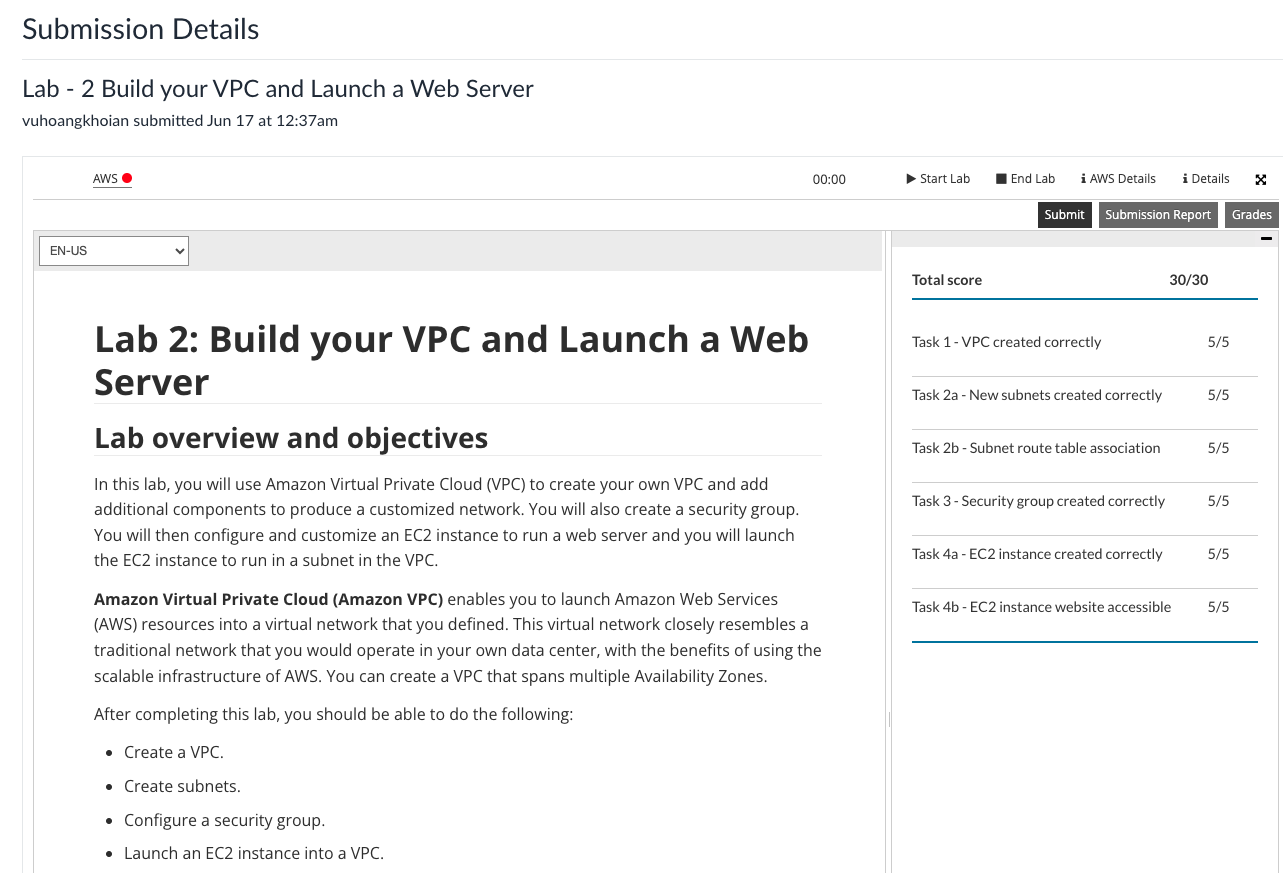 Submission Details
Lab - 2 Build your VPC and Launch a Web Server
vuhoangkhoian submitted Jun 17 at 12:37am
AWS
00:00
Start Lab
End Lab
AWS Details
Details
Submit
Submission Report
Grades
EN-US
Lab 2: Build your VPC and Launch a Web
Server
Lab overview and objectives
In this lab, you will use Amazon Virtual Private Cloud (VPC) to create your own VPC and add
additional components to produce a customized network. You will also create a security group.
You will then configure and customize an EC2 instance to run a web server and you will launch
the EC2 instance to run in a subnet in the VPC.
Amazon Virtual Private Cloud (Amazon VPC) enables you to launch Amazon Web Services
(AWS) resources into a virtual network that you defined. This virtual network closely resembles a
traditional network that you would operate in your own data center, with the benefits of using the
scalable infrastructure of AWS. You can create a VPC that spans multiple Availability Zones.
After completing this lab, you should be able to do the following:
• Create a VPC.
• Create subnets.
• Configure a security group.
• Launch an EC2 instance into a VPC.
Total score 30/30
Task 1 - VPC created correctly 5/5
Task 2a - New subnets created correctly 5/5
Task 2b - Subnet route table association 5/5
Task 3 - Security group created correctly 5/5
Task 4a - EC2 instance created correctly 5/5
Task 4b - EC2 instance website accessible 5/5